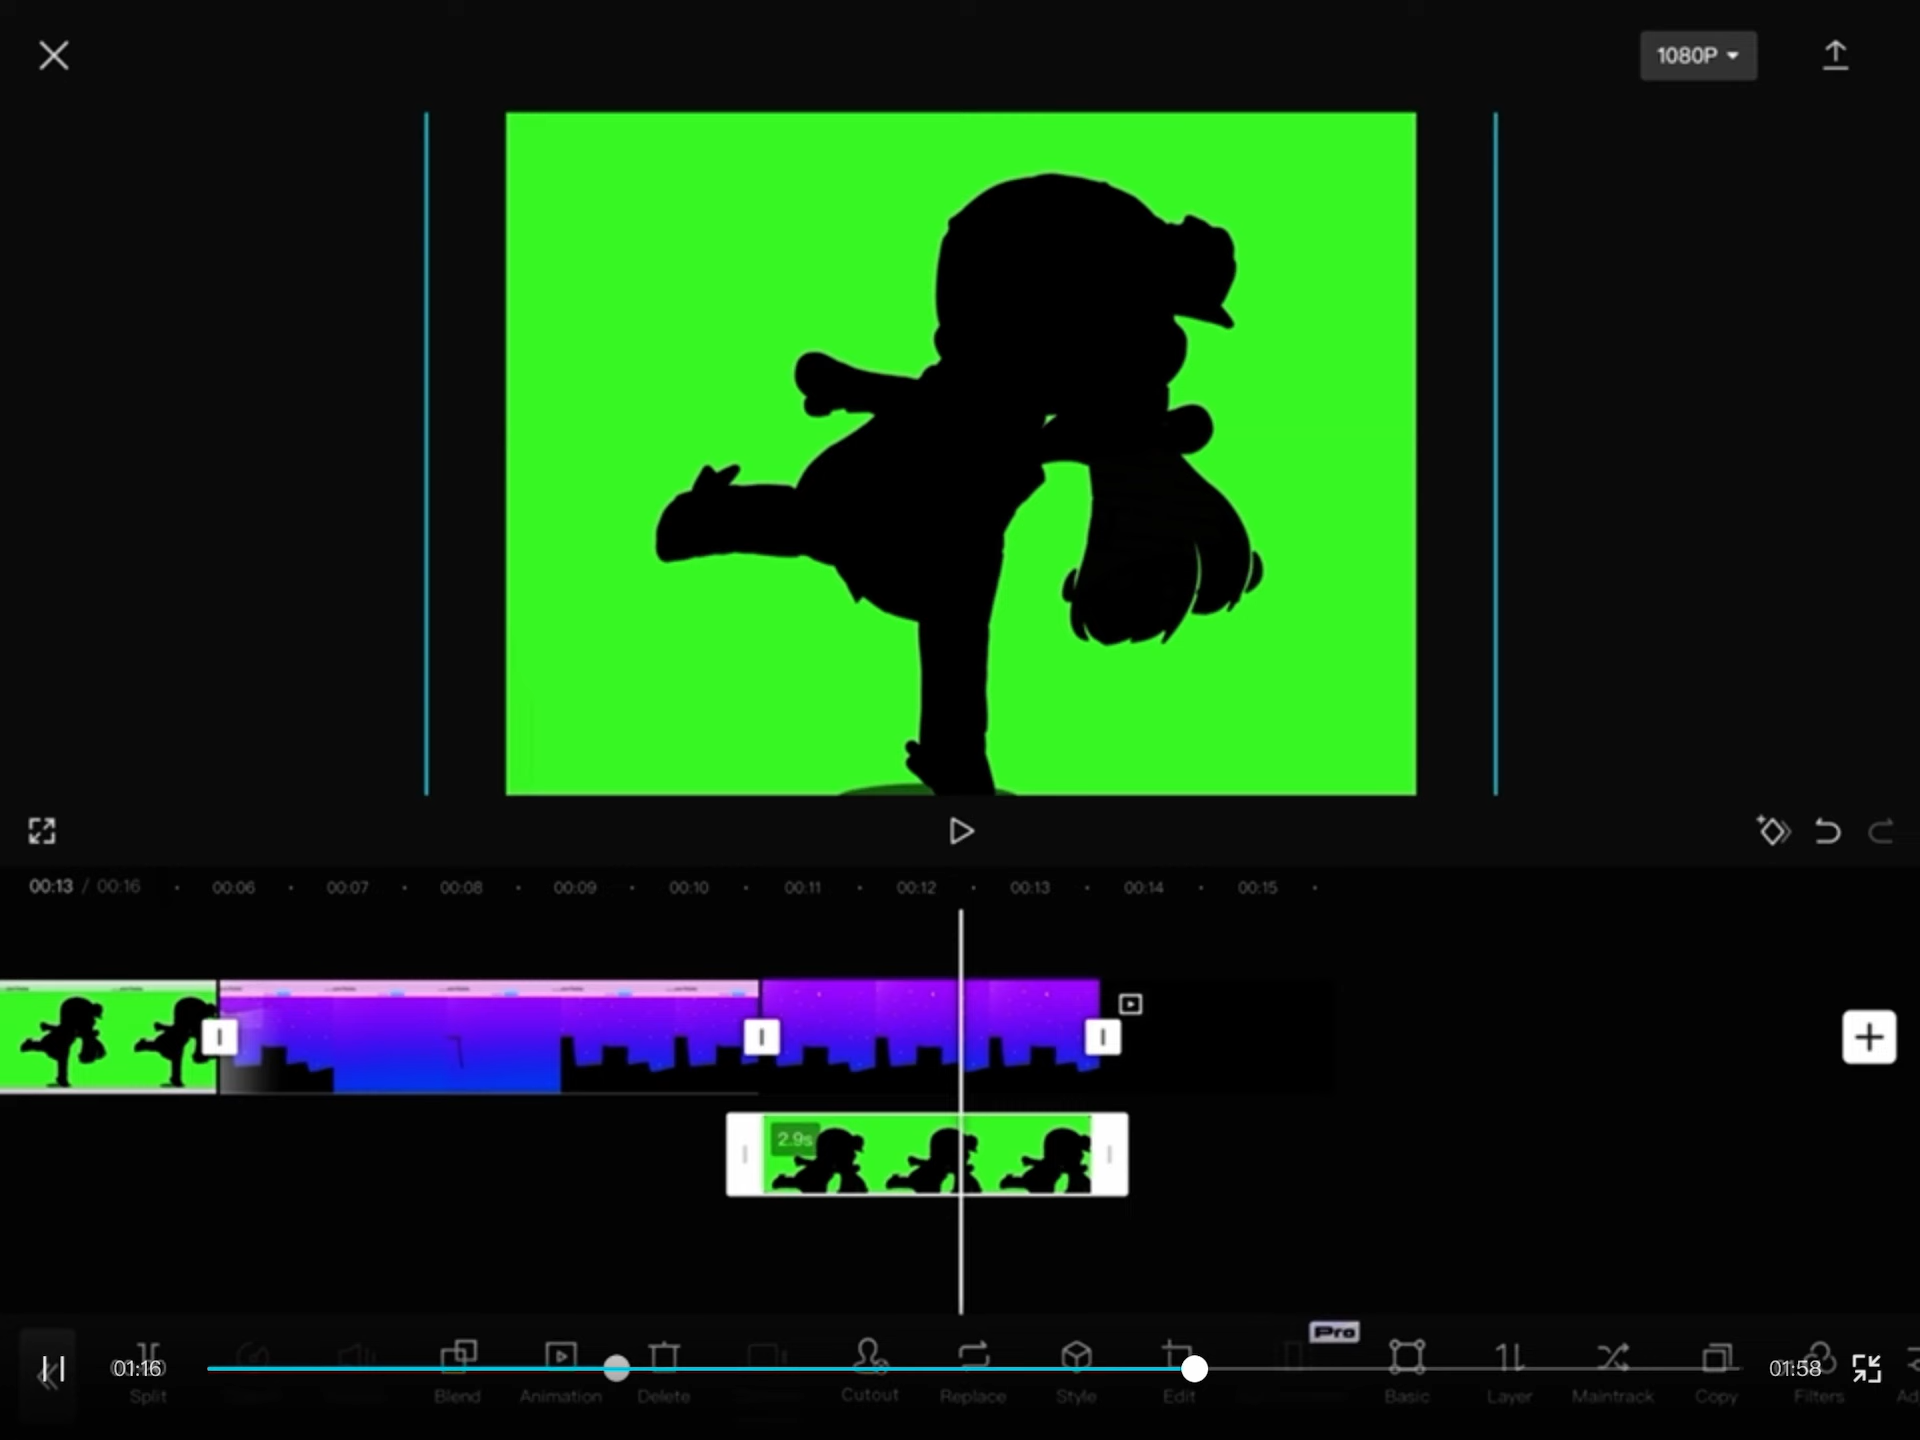 1080P
00:13 / 00:16
00:06 00:07 00:08 00:09 00:10 00:11 00:12 00:13 00:14 00:15
2.9s
Pro
01:16
01:58
Split Blend Animation Delete Cutout Replace Style Edit Basic Layer Maintrack Copy Filters Ad